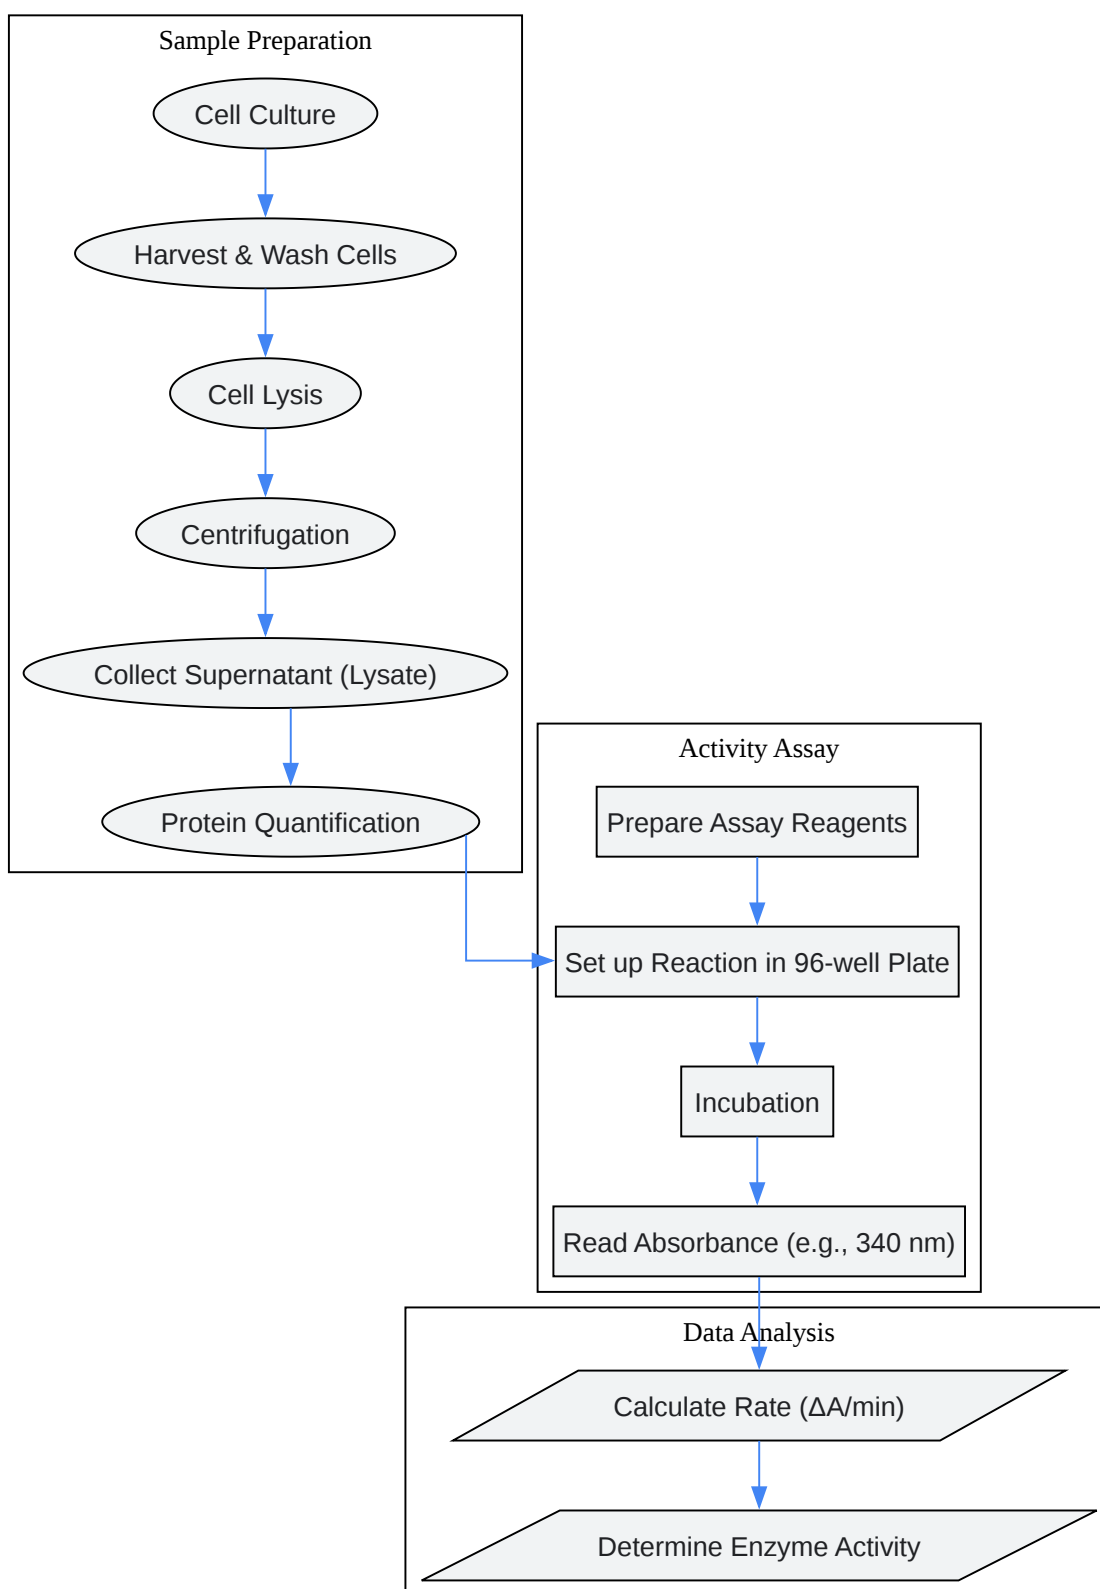 Sample Preparation
Cell Culture
Harvest & Wash Cells
Cell Lysis
Centrifugation
Collect Supernatant (Lysate)
Protein Quantification
Activity Assay
Prepare Assay Reagents
Set up Reaction in 96-well Plate
Incubation
Read Absorbance (e.g., 340 nm)
Data Analysis
Calculate Rate (ΔA/min)
Determine Enzyme Activity